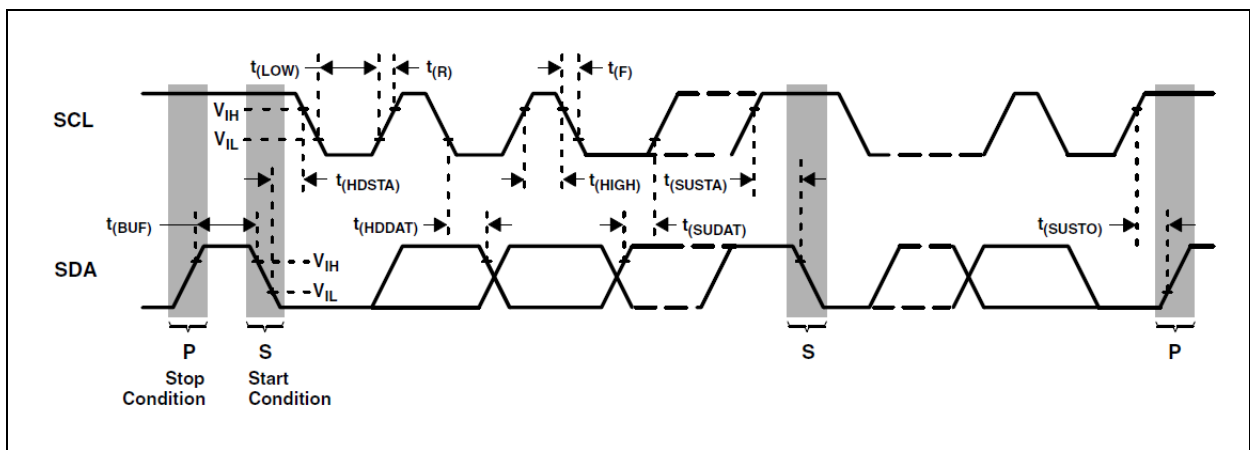 t(LOW) t(R) t(F)
SCL
VIH
VIL
t(HDSTA) t(HIGH) t(SUSTA)
t(BUF) t(HDDAT) t(SUDAT) t(SUSTO)
SDA
VIH
VIL
P S S P
Stop Condition
Start Condition